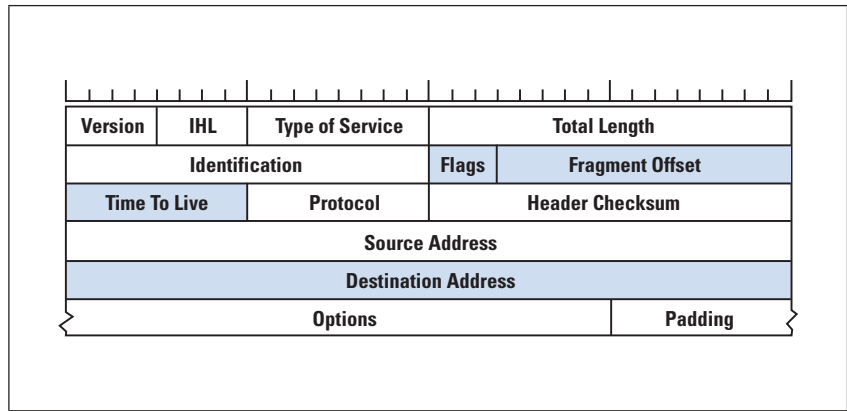 Version IHL Type of Service Total Length
Identification Flags Fragment Offset
Time To Live Protocol Header Checksum
Source Address
Destination Address
Options Padding